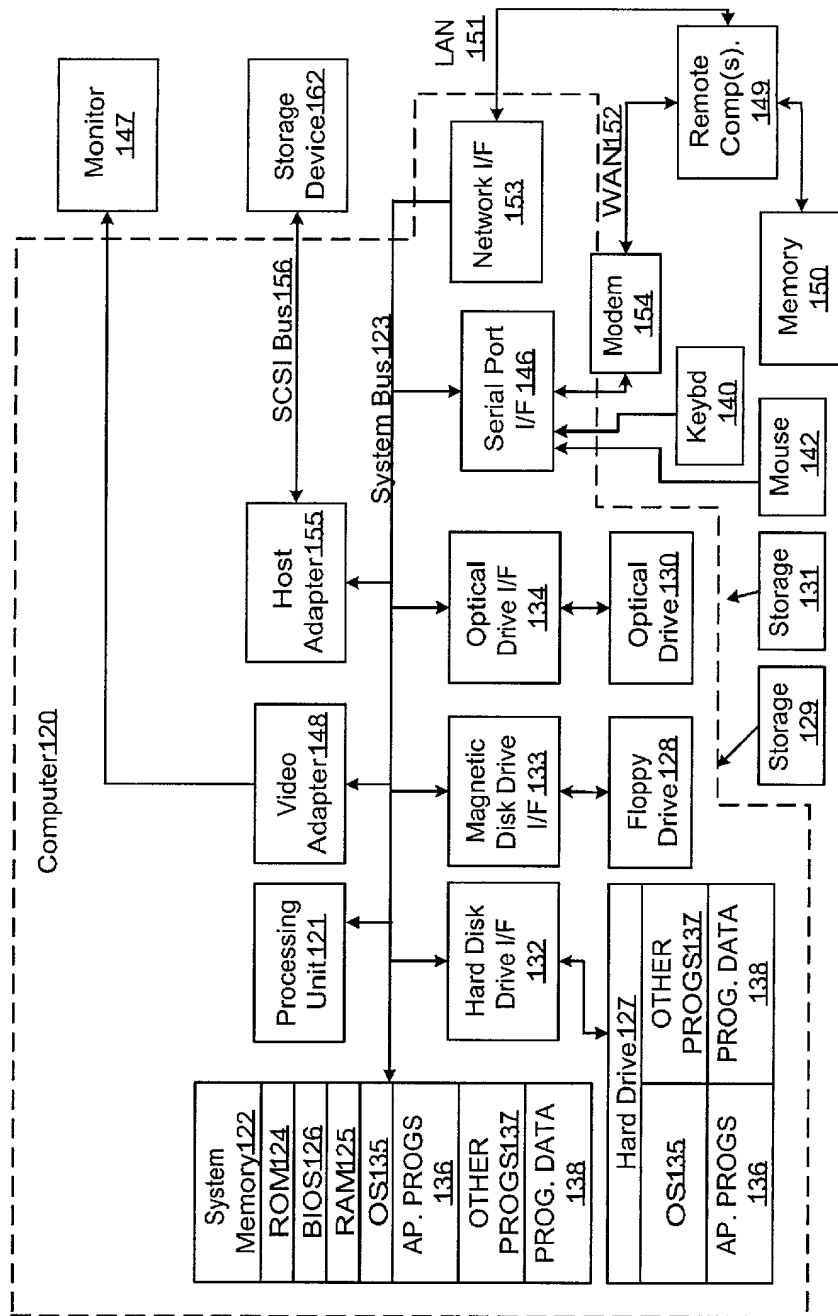 Computer120
Monitor
147
Storage
Device162
SCSI Bus156
Processing
Unit121
Video
Adapter148
Host
Adapter155
System Bus123
System
Memory122
ROM124
BIOS126
RAM125
OS135
AP. PROGS
136
OTHER
PROGS137
PROG. DATA
138
Hard Disk
Drive I/F
132
Magnetic
Disk Drive
I/F133
Optical
Drive I/F
134
Serial Port
I/F146
Network I/F
153
LAN
151
Hard Drive127
OS135
OTHER
PROGS137
AP. PROGS
136
PROG. DATA
138
Floppy
Drive128
Optical
Drive130
Modem
154
WAN152
Remote
Comp(s).
149
Storage
129
Storage
131
Mouse
142
Keybd
140
Memory
150